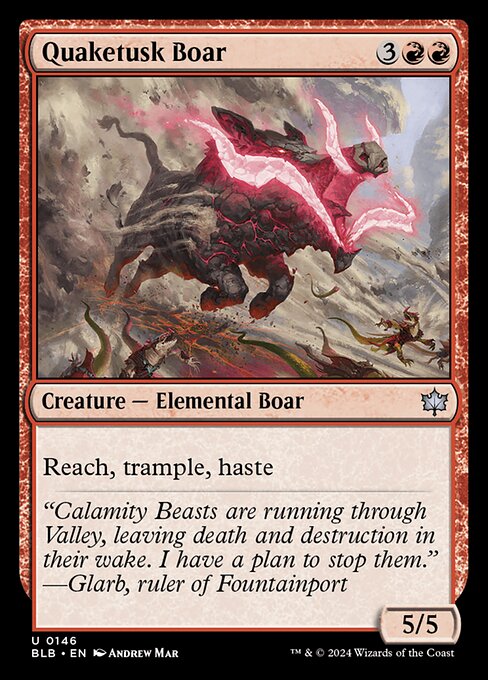 Quaketusk Boar 3
Creature — Elemental Boar
Reach, trample, haste
“Calamity Beasts are running through
Valley, leaving death and destruction in
their wake. I have a plan to stop them.”
—Glarb, ruler of Fountainport
5/5
U 0146
BLB • EN Andrew Mar
™ & © 2024 Wizards of the Coast